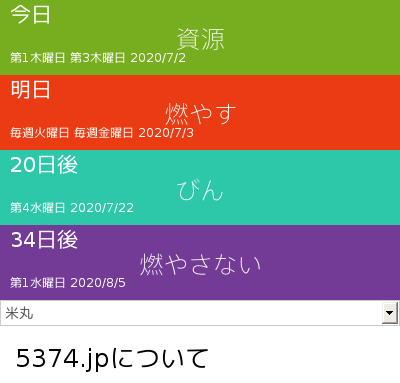 今日
資源
第1木曜日 第3木曜日 2020/7/2
明日
燃やす
毎週火曜日 毎週金曜日 2020/7/3
20日後
びん
第4水曜日 2020/7/22
34日後
燃やさない
第1水曜日 2020/8/5
米丸
5374.jpについて